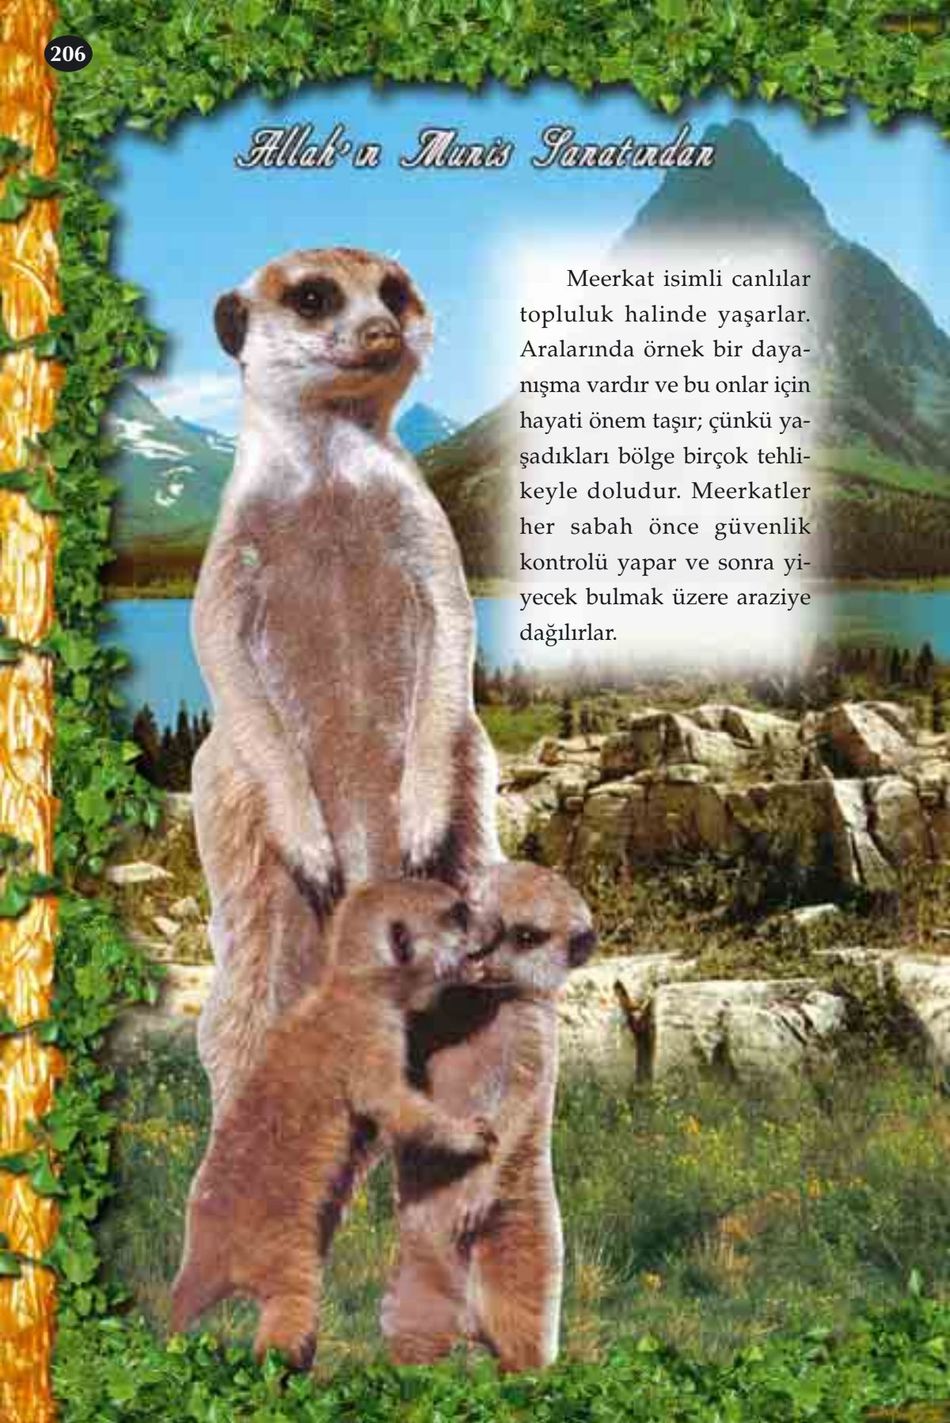 206
Allah'ın Munis Sanatından
Meerkat isimli canlılar
topluluk halinde yaşarlar.
Aralarında örnek bir daya-
nışma vardır ve bu onlar için
hayati önem taşır; çünkü ya-
şadıkları bölge birçok tehli-
keyle doludur. Meerkatler
her sabah önce güvenlik
kontrolü yapar ve sonra yi-
yecek bulmak üzere araziye
dağılırlar.